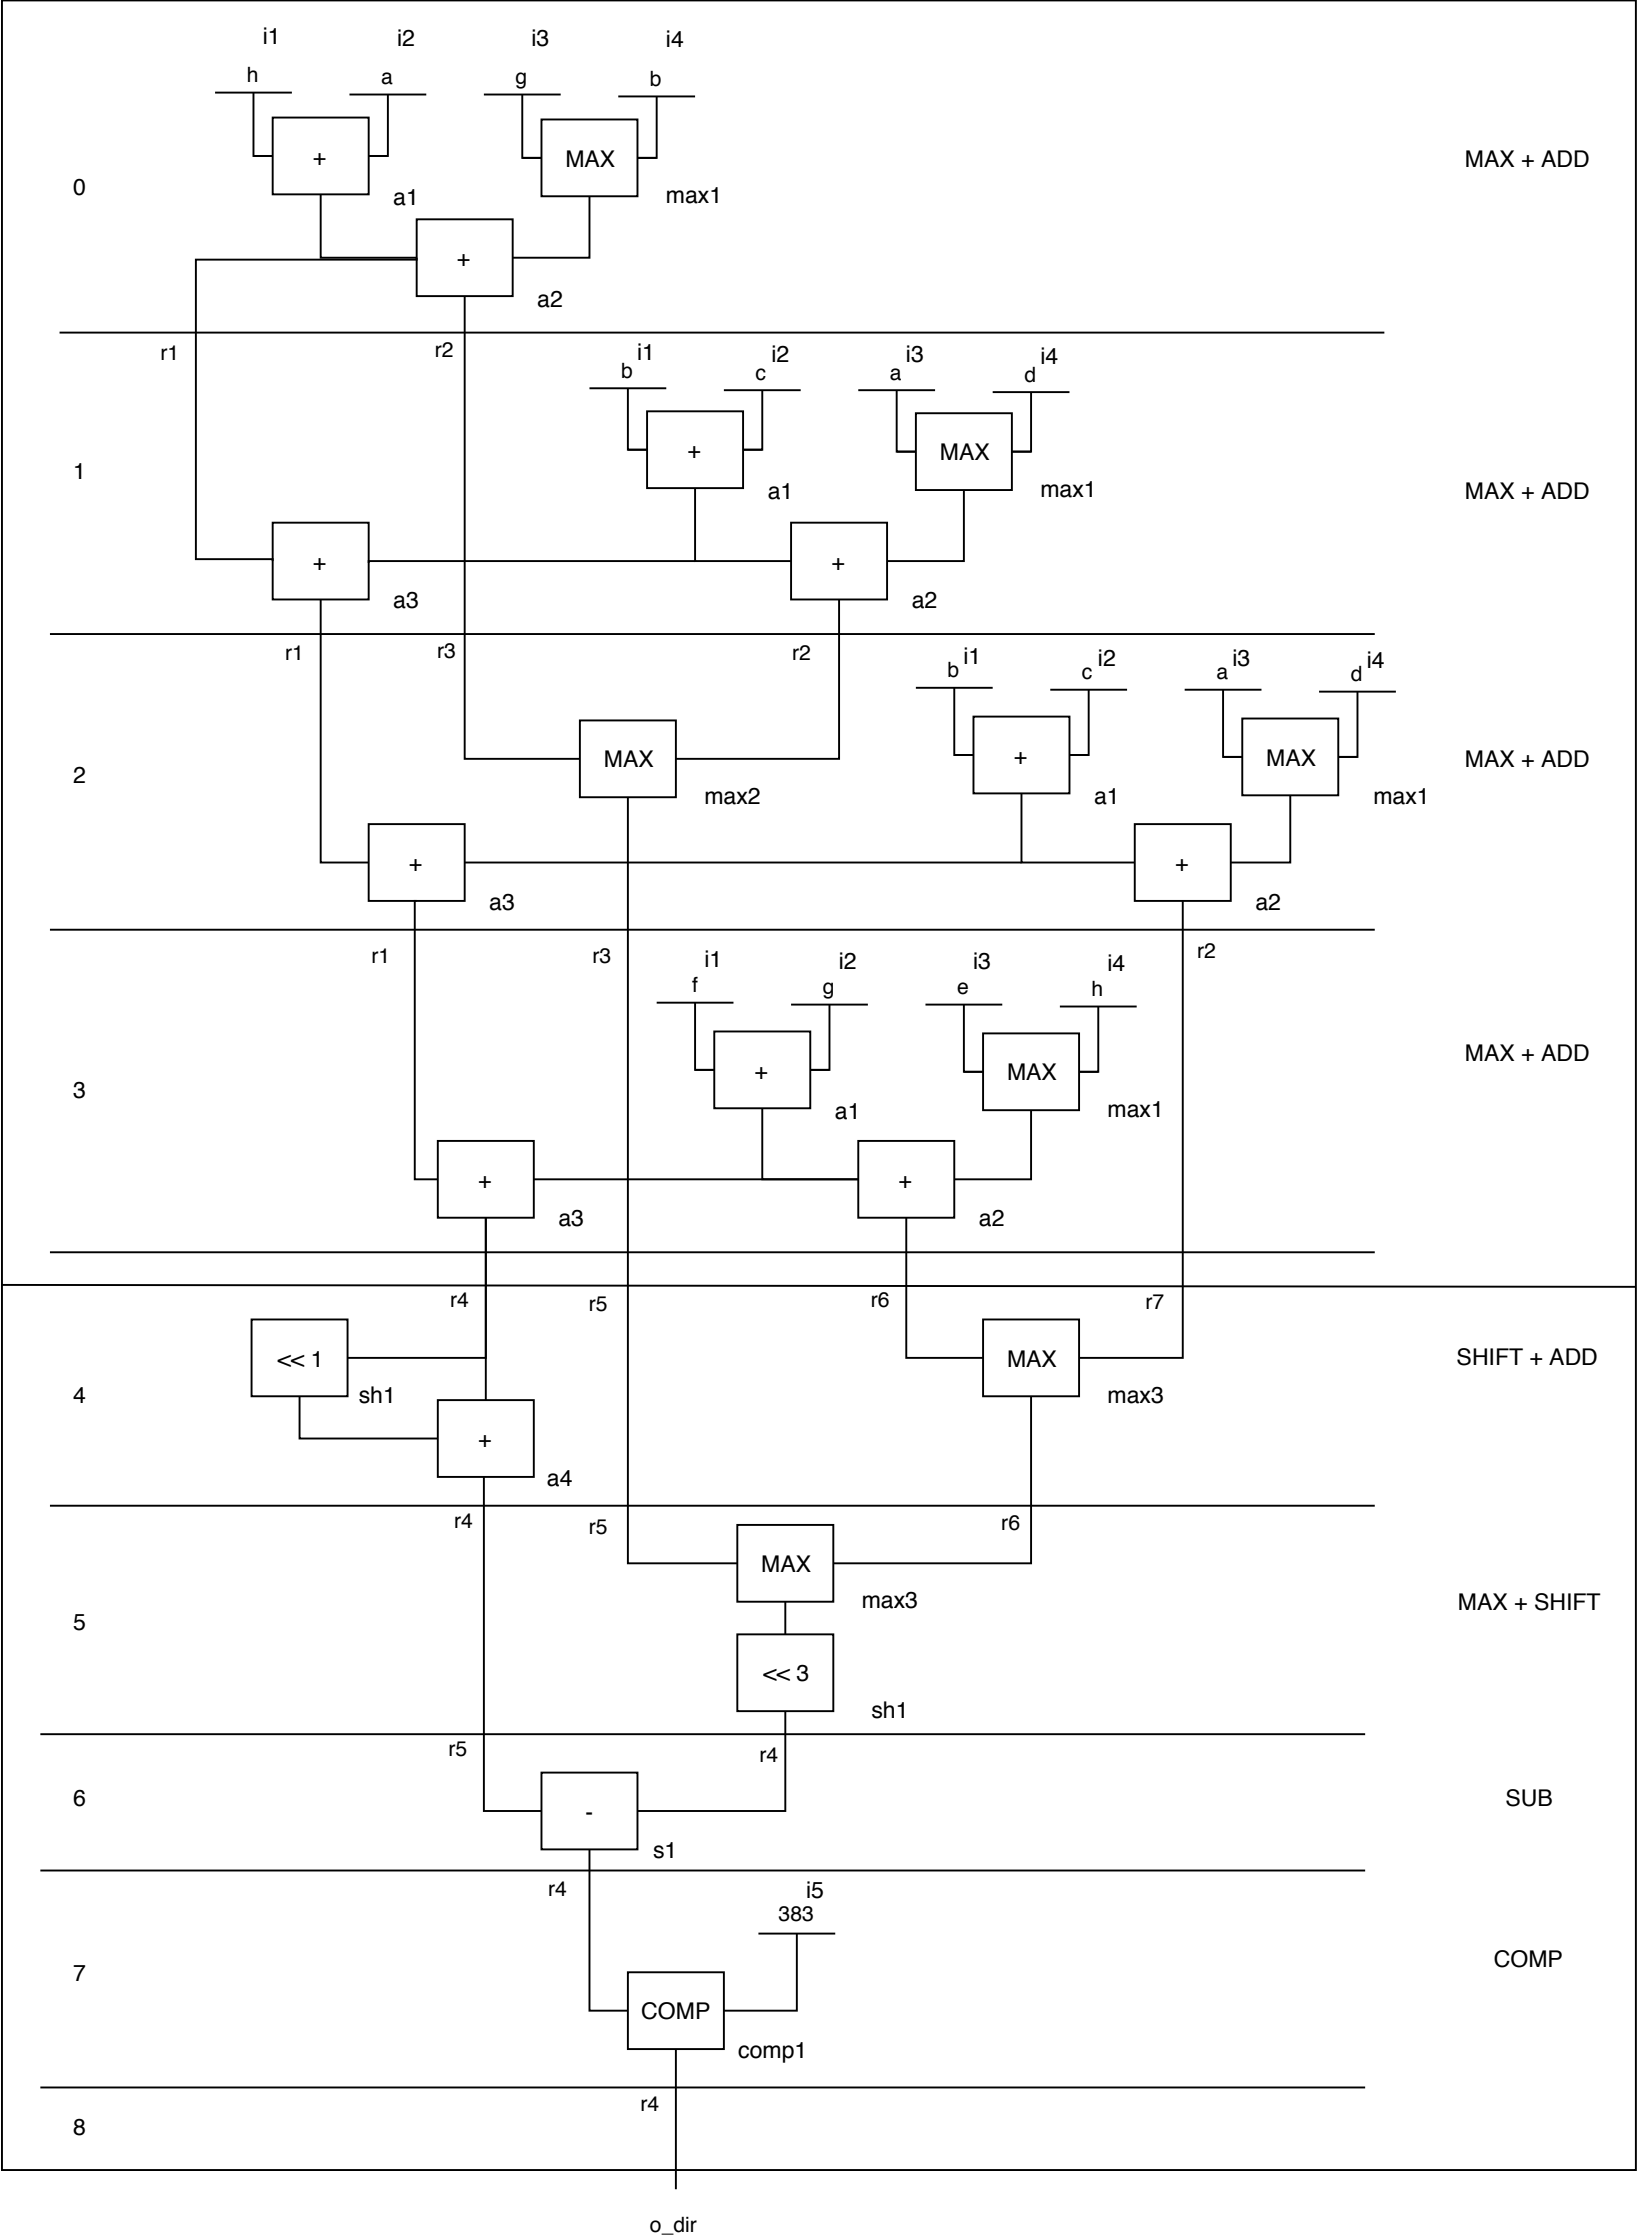 i1 i2 i3 i4
h a g b
+ MAX MAX + ADD
0 a1 max1
+
a2
r1 r2 i1 i2 i3 i4
b c a d
+ MAX
1 a1 max1 MAX + ADD
+ +
a3 a2
r1 r3 r2 i1 i2 i3 i4
b c a d
MAX + MAX MAX + ADD
2 max2 a1 max1
+ +
a3 a2
r1 r3 r2
i1 i2 i3 i4
f g e h
+ MAX MAX + ADD
3 a1 max1
+ +
a3 a2
r4 r5 r6 r7
<< 1 MAX SHIFT + ADD
4 sh1 max3
+
a4
r4 r5 r6
MAX
max3 MAX + SHIFT
5
<< 3
sh1
r5 r4
6 - SUB
s1
r4 i5
383
7 COMP
COMP
comp1
r4
8
o_dir